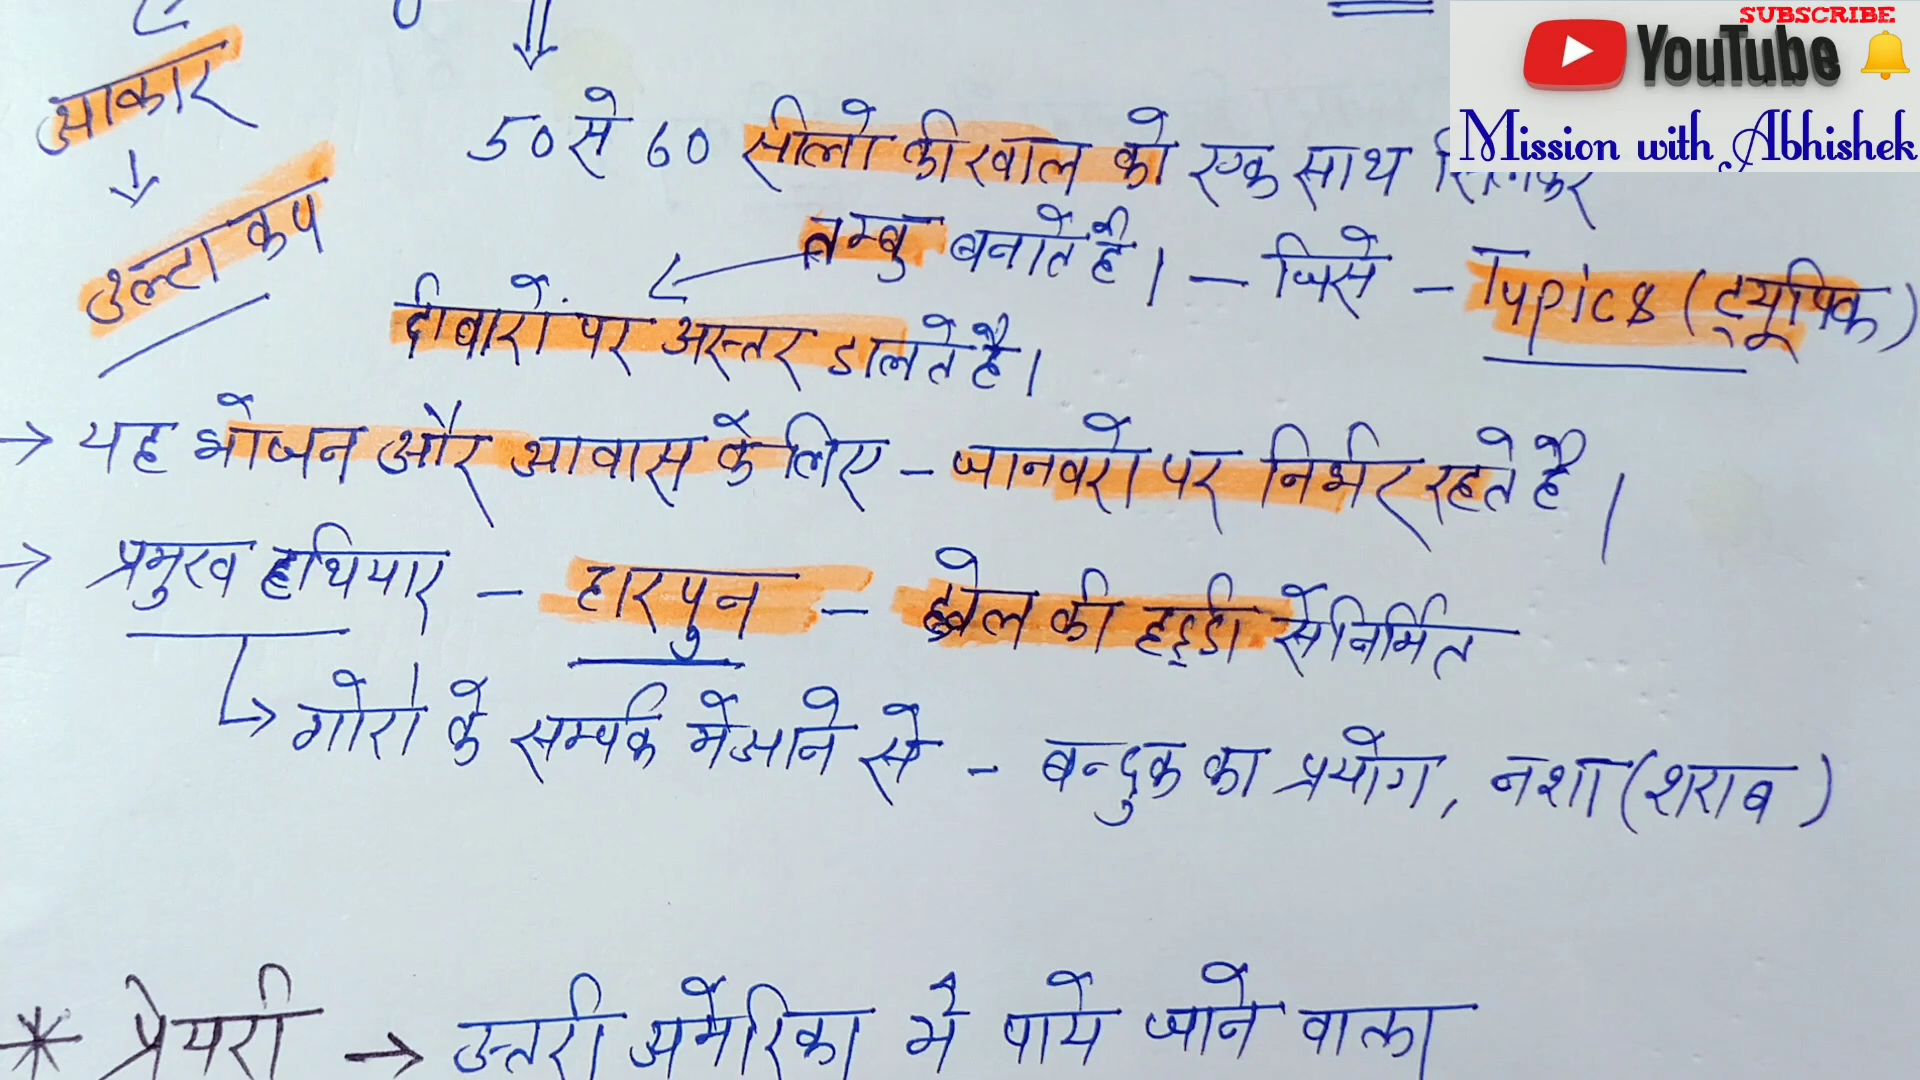 SUBSCRIBE
YouTube
Mission with Abhishek
आकार
उल्टा कप
50 से 60 सीलो की खाल को एक साथ
तम्बु बनाते है। - जिसे - Tupics (ट्यूपिक)
दीवारों पर अस्तर डालते है।
→ यह भोजन और आवास के लिए - जानवरो पर निर्भर रहते है।
→ प्रमुख हथियार - हारपुन - ह्वेल की हड्डी से निर्मित
गोरो के सम्पर्क मे आने से - बन्दुक का प्रयोग, नशा (शराब)
* प्रेयरी → उत्तरी अमेरिका मे पाये जाने वाला